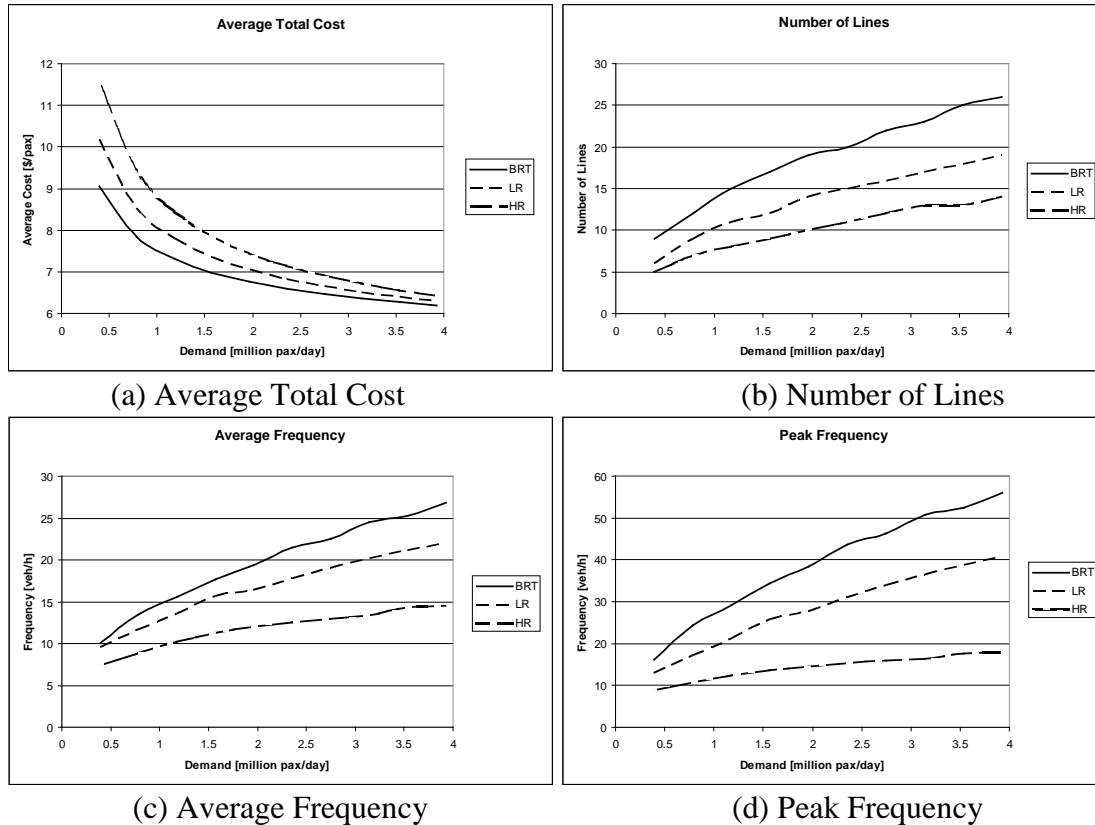 Average Total Cost
12
11
10
9
8
7
6
Average Cost [$/pax]
0 0.5 1 1.5 2 2.5 3 3.5 4
Demand [million pax/day]
BRT
LR
HR
(a) Average Total Cost
Number of Lines
30
25
20
15
10
5
0
Number of Lines
0 0.5 1 1.5 2 2.5 3 3.5 4
Demand [million pax/day]
BRT
LR
HR
(b) Number of Lines
Average Frequency
30
25
20
15
10
5
0
Frequency [veh/h]
0 0.5 1 1.5 2 2.5 3 3.5 4
Demand [million pax/day]
BRT
LR
HR
(c) Average Frequency
Peak Frequency
60
50
40
30
20
10
0
Frequency [veh/h]
0 0.5 1 1.5 2 2.5 3 3.5 4
Demand [million pax/day]
BRT
LR
HR
(d) Peak Frequency